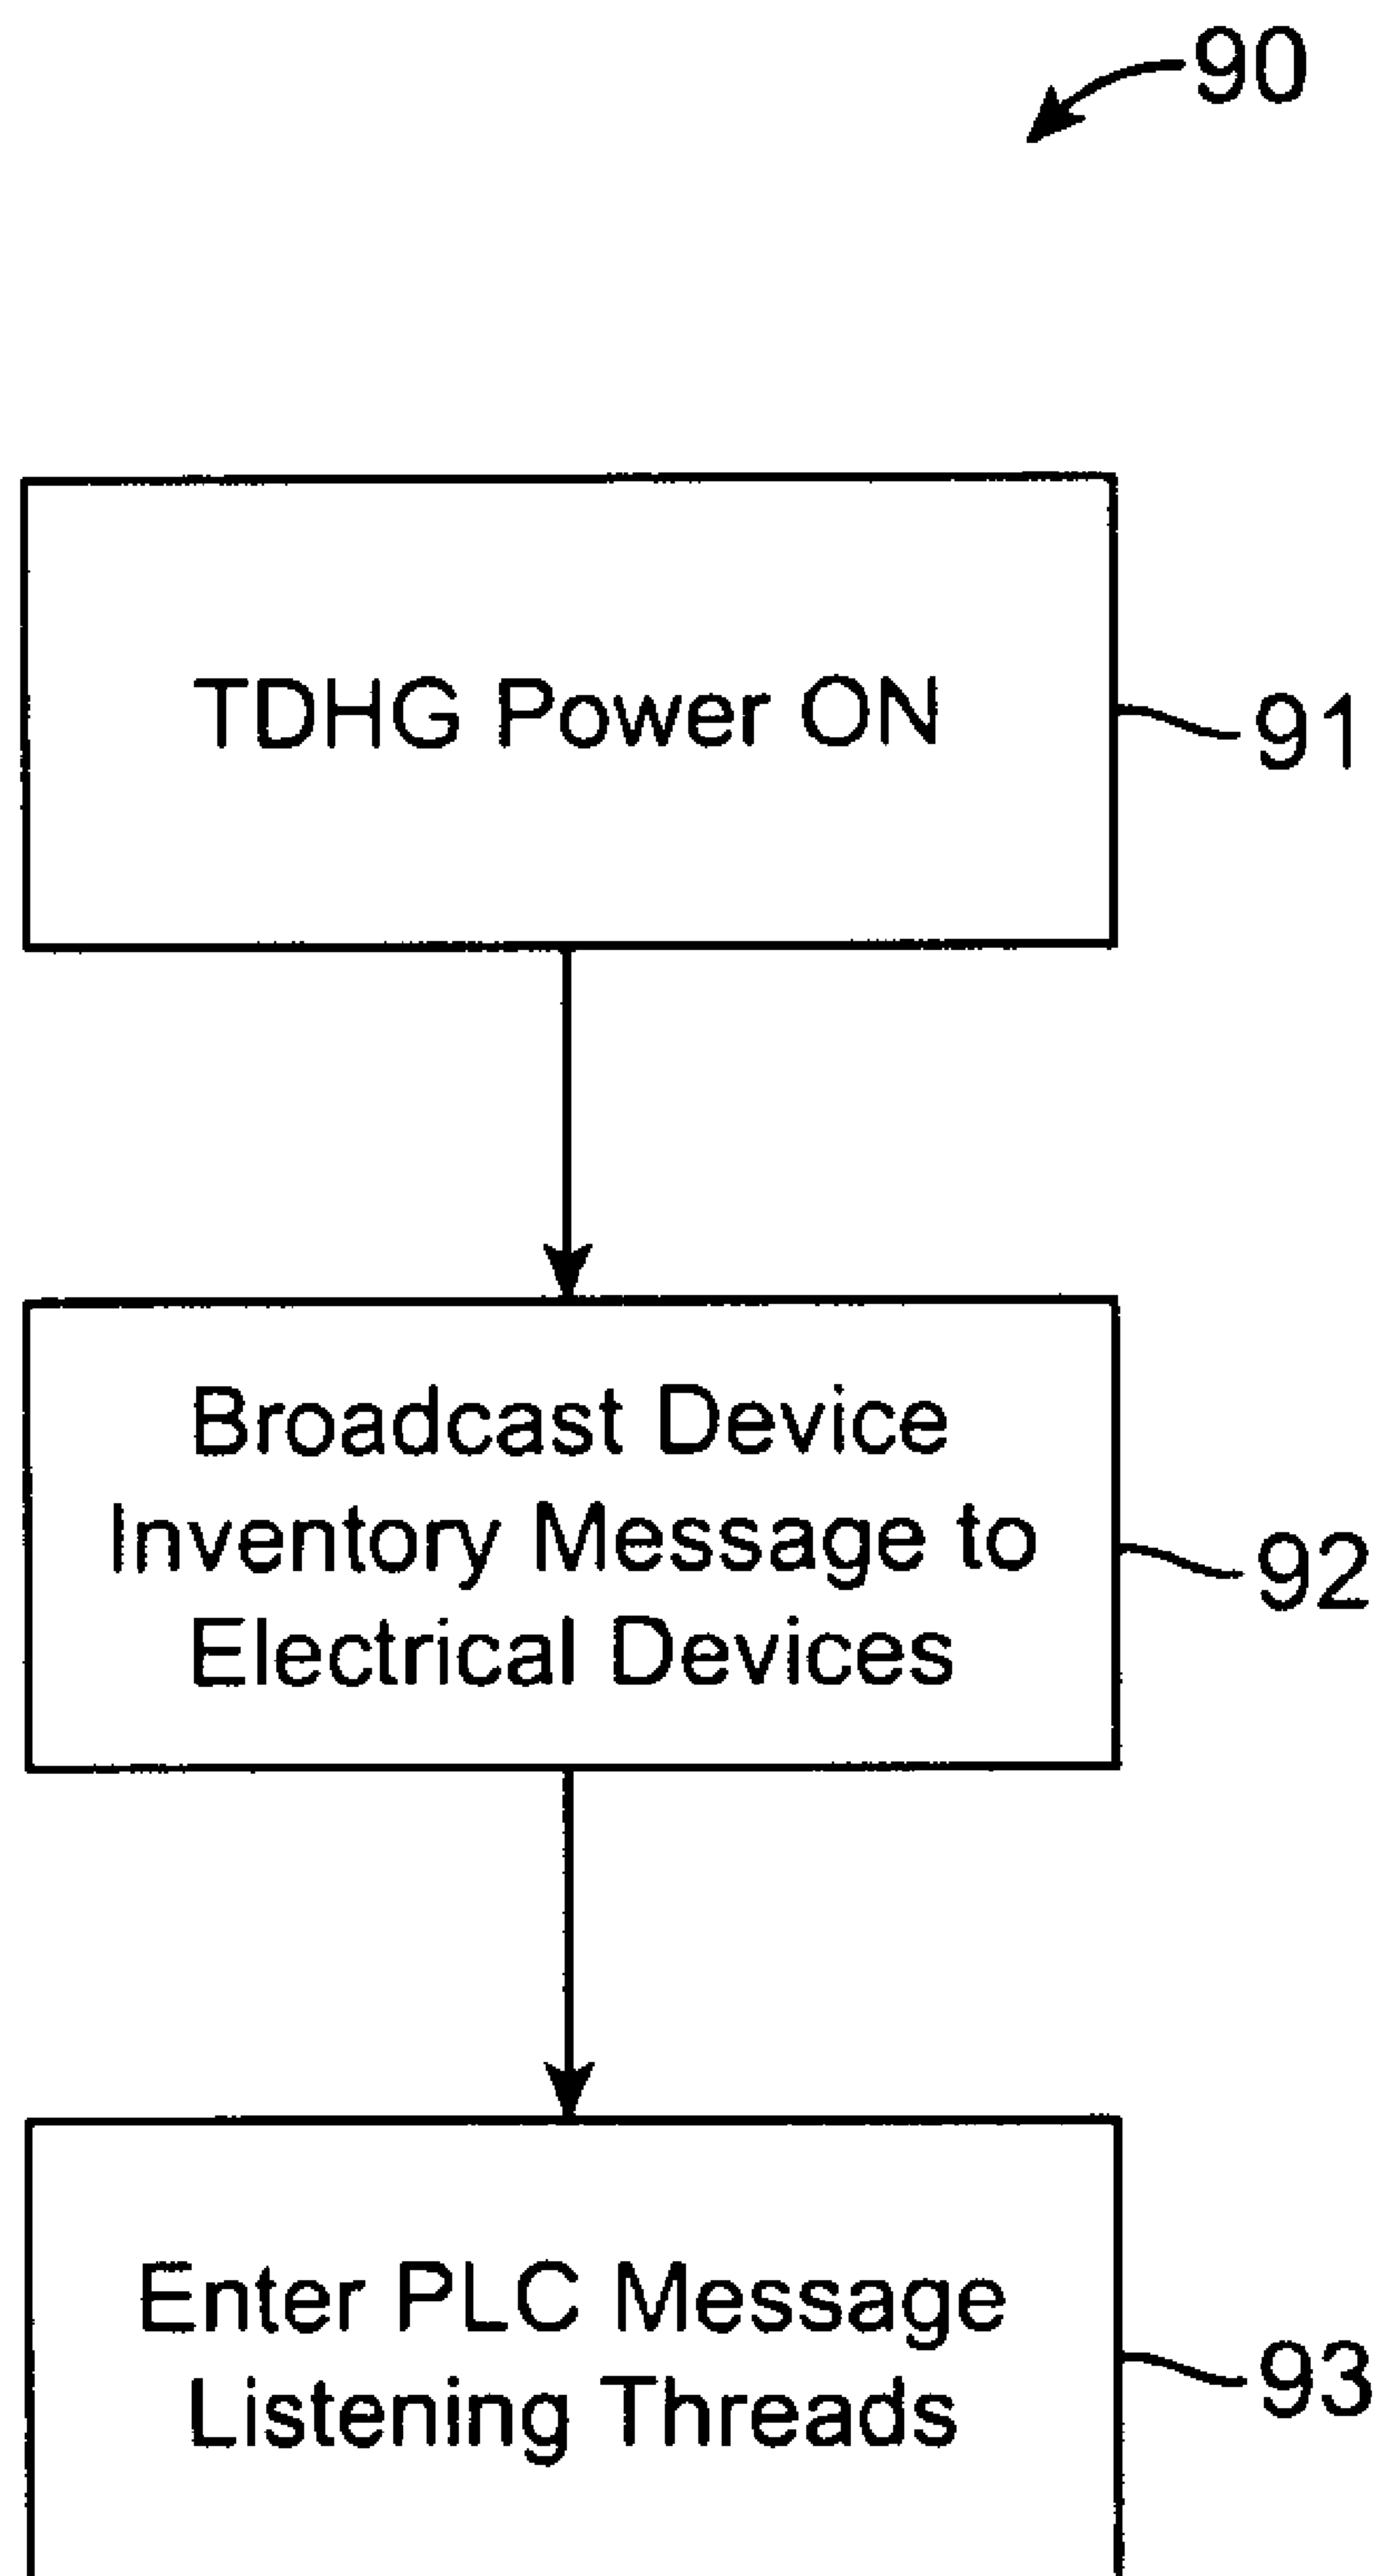 90
TDHG Power ON
91
Broadcast Device
Inventory Message to
Electrical Devices
92
Enter PLC Message
Listening Threads
93